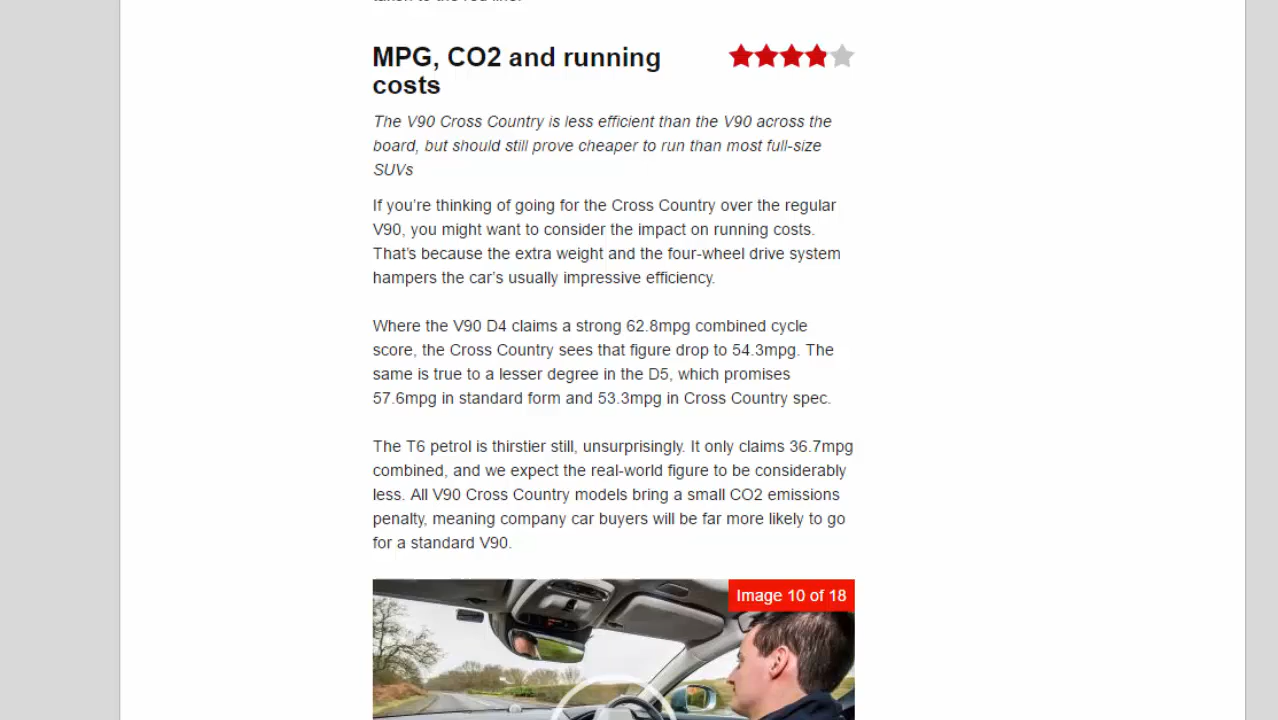 MPG, CO2 and running
costs
The V90 Cross Country is less efficient than the V90 across the
board, but should still prove cheaper to run than most full-size
SUVs
If you’re thinking of going for the Cross Country over the regular
V90, you might want to consider the impact on running costs.
That’s because the extra weight and the four-wheel drive system
hampers the car’s usually impressive efficiency.
Where the V90 D4 claims a strong 62.8mpg combined cycle
score, the Cross Country sees that figure drop to 54.3mpg. The
same is true to a lesser degree in the D5, which promises
57.6mpg in standard form and 53.3mpg in Cross Country spec.
The T6 petrol is thirstier still, unsurprisingly. It only claims 36.7mpg
combined, and we expect the real-world figure to be considerably
less. All V90 Cross Country models bring a small CO2 emissions
penalty, meaning company car buyers will be far more likely to go
for a standard V90.
Image 10 of 18